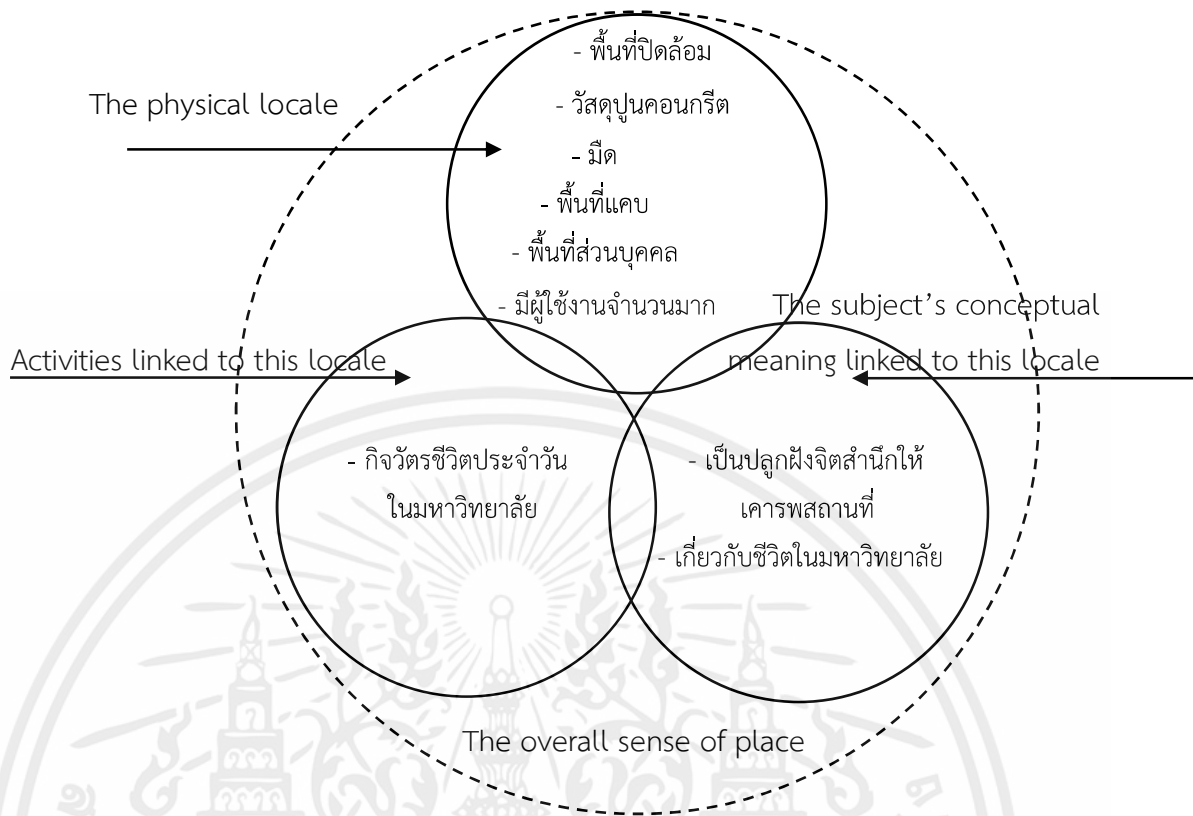 - พื้นที่ปิดล้อม
The physical locale
- วัสดุปูนคอนกรีต
- มืด
- พื้นที่แคบ
- พื้นที่ส่วนบุคคล
- มีผู้ใช้งานจำนวนมาก
The subject's conceptual
meaning linked to this locale
Activities linked to this locale
- กิจวัตรชีวิตประจำวัน
ในมหาวิทยาลัย
- เป็นปลูกฝังจิตสำนึกให้
เคารพสถานที่
- เกี่ยวกับชีวิตในมหาวิทยาลัย
The overall sense of place